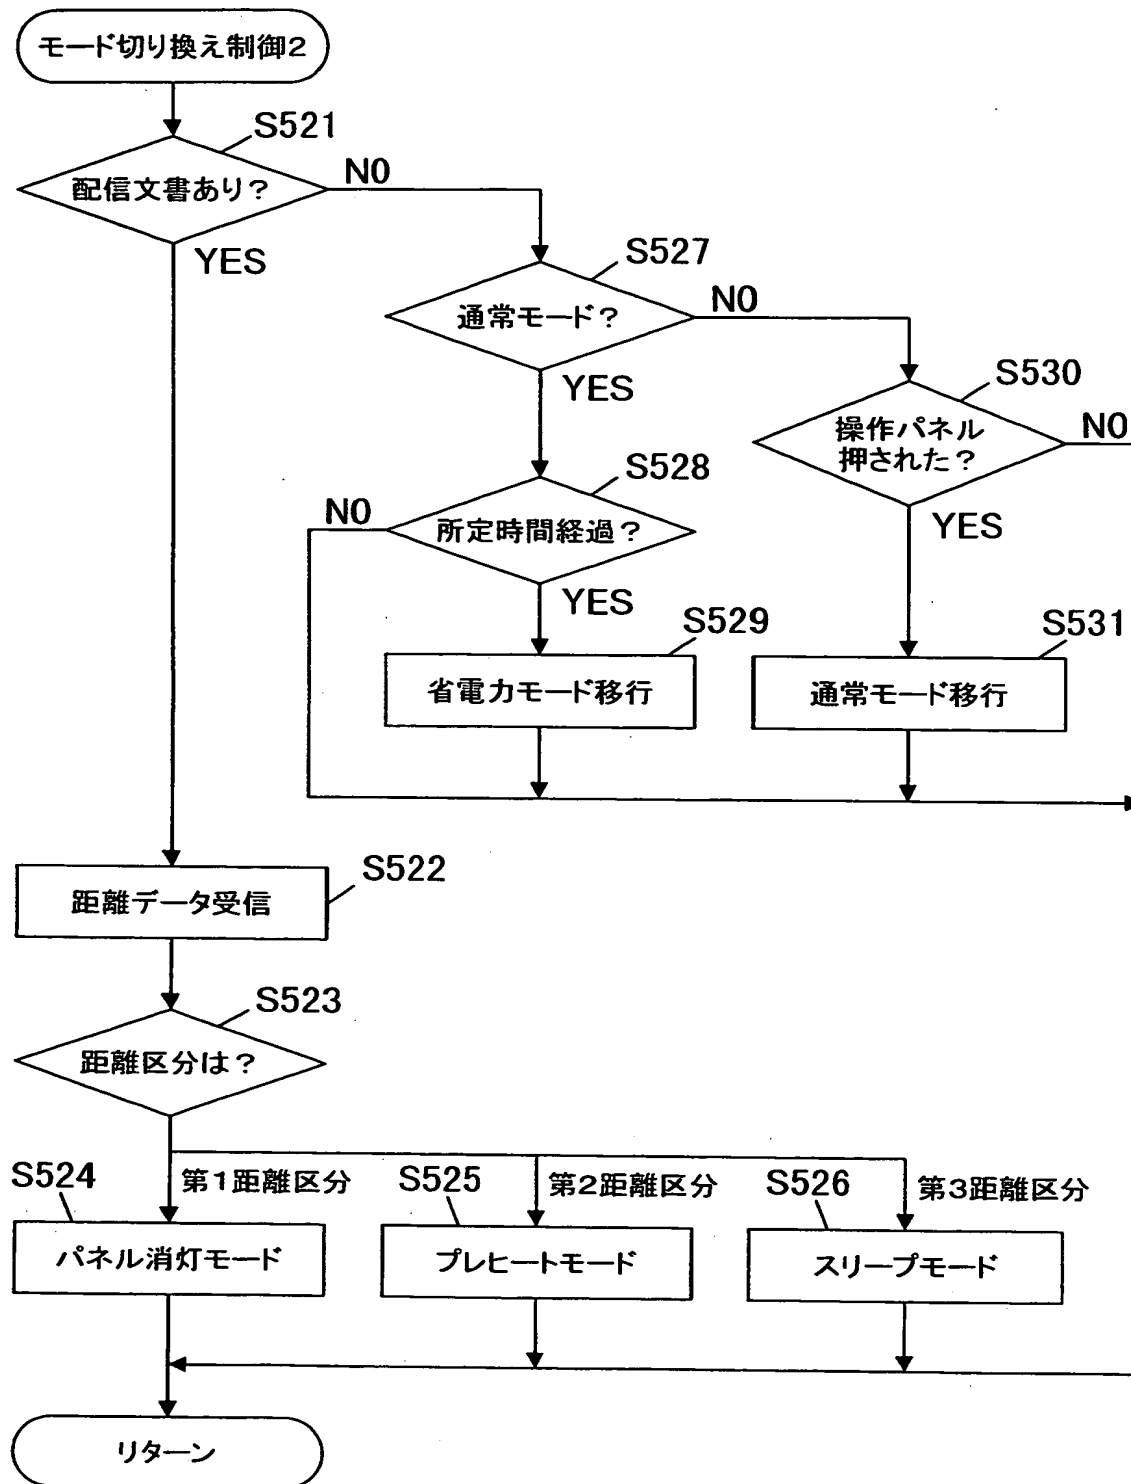 モード切り換え制御2
S521
配信文書あり?
NO
YES
S527
通常モード?
NO
YES
S530
操作パネル
押された?
NO
YES
S528
所定時間経過?
NO
YES
S529
省電力モード移行
S531
通常モード移行
S522
距離データ受信
S523
距離区分は?
S524
第1距離区分
パネル消灯モード
S525
第2距離区分
プレヒートモード
S526
第3距離区分
スリープモード
リターン